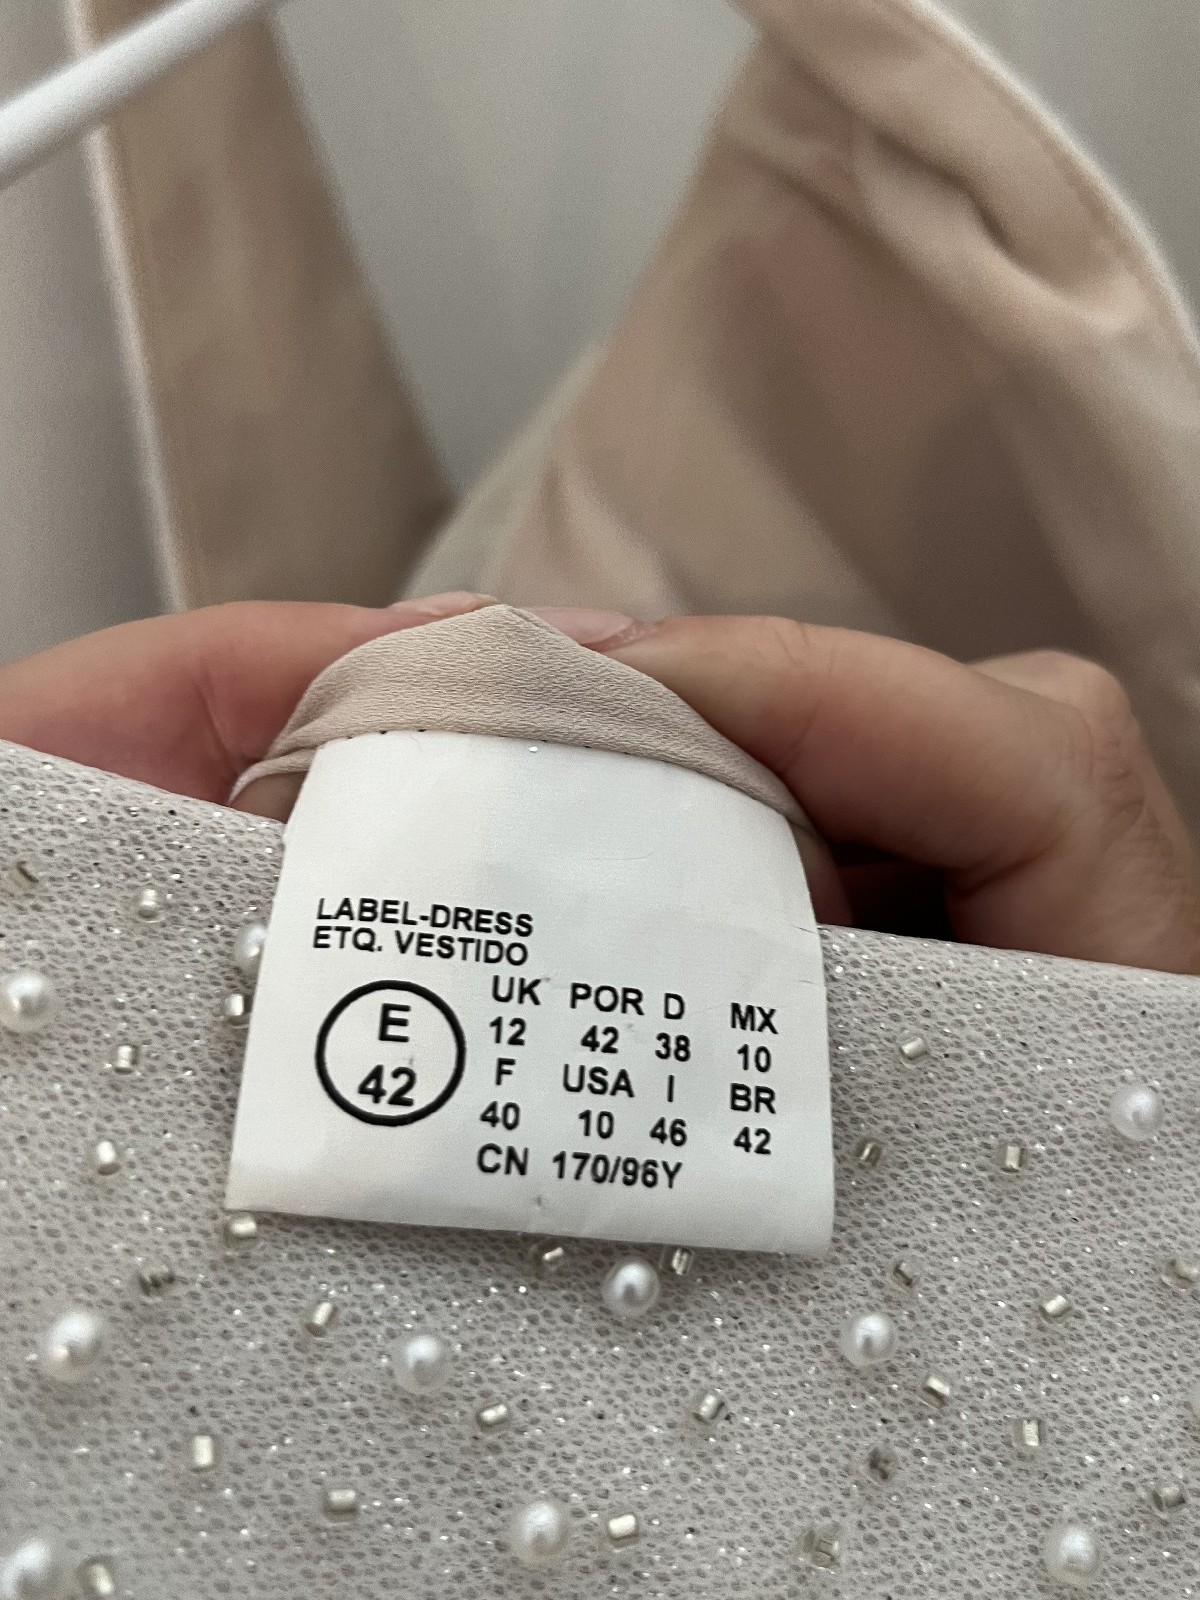 LABEL-DRESS
ETQ. VESTIDO
E
42
UK POR D MX
12 42 38 10
F USA I BR
40 10 46 42
CN 170/96Y